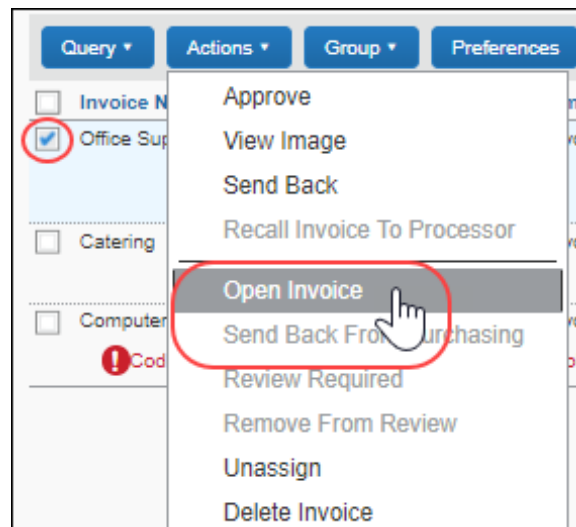 Query Actions Group Preferences
Invoice N
Approve
Office Sup
View Image
Send Back
Recall Invoice To Processor
Catering
Open Invoice
Computer
Send Back From Purchasing
Cod
Review Required
Remove From Review
Unassign
Delete Invoice